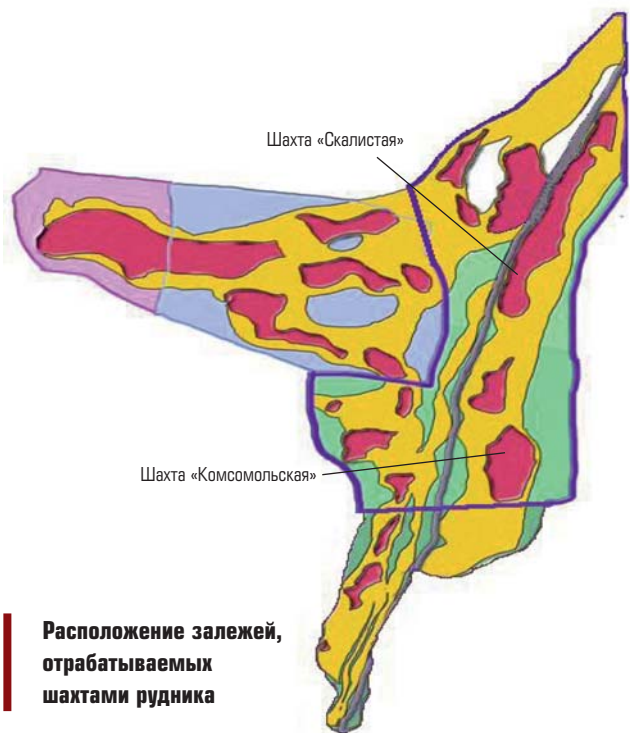 Шахта «Скалистая»
Шахта «Комсомольская»
Расположение залежей,
отрабатываемых
шахтами рудника